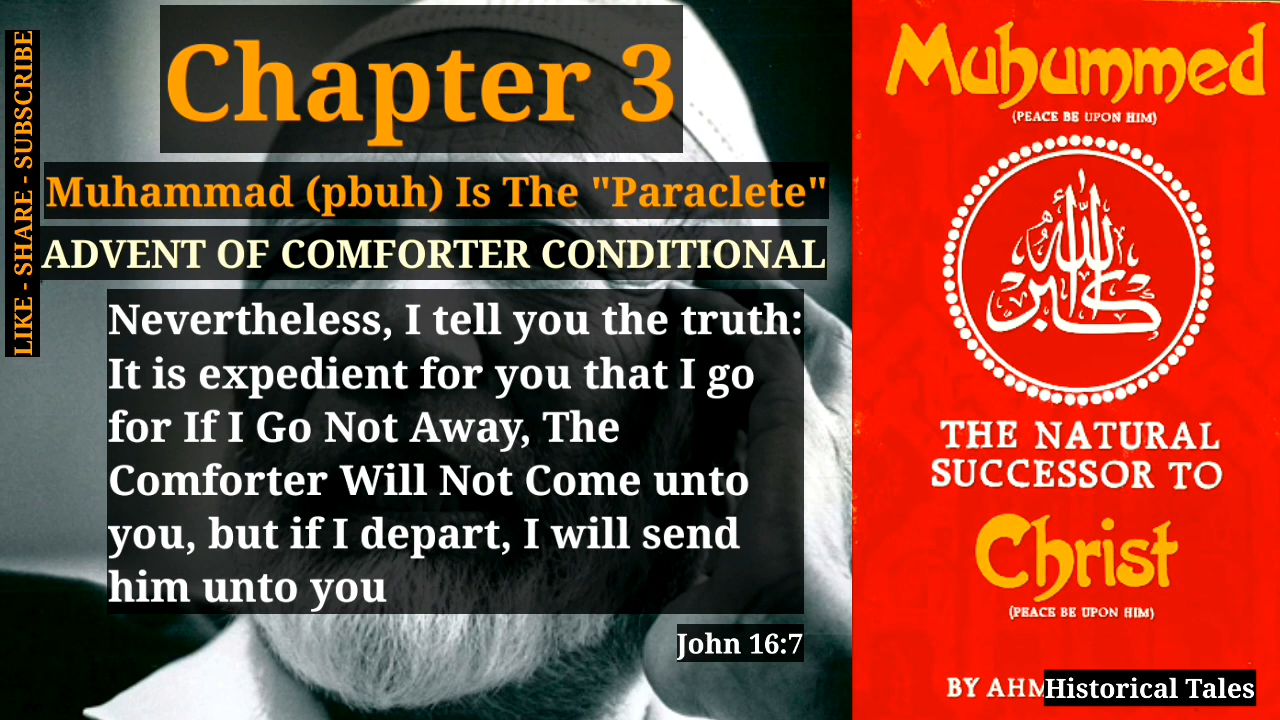 LIKE - SHARE - SUBSCRIBE
Chapter 3
Muhammad (pbuh) Is The "Paraclete"
ADVENT OF COMFORTER CONDITIONAL
Nevertheless, I tell you the truth:
It is expedient for you that I go
for If I Go Not Away, The
Comforter Will Not Come unto
you, but if I depart, I will send
him unto you
John 16:7
Muhummed
(PEACE BE UPON HIM)
الله أكبر
THE NATURAL
SUCCESSOR TO
Christ
(PEACE BE UPON HIM)
BY
Historical Tales